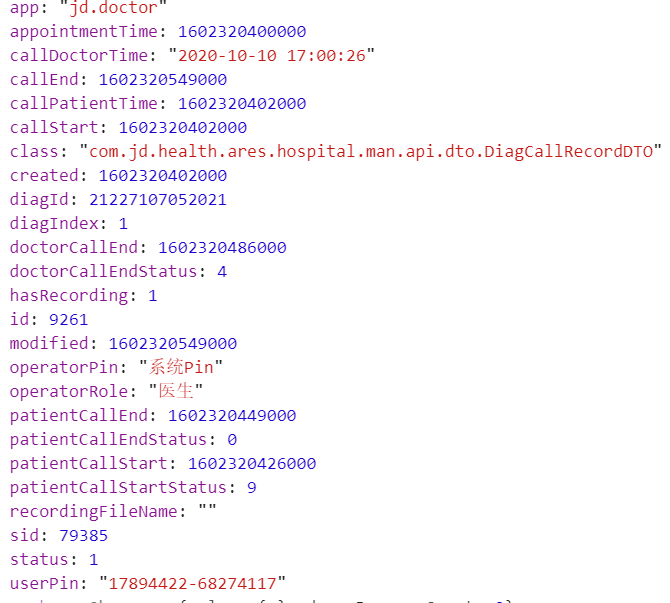 app: "jd.doctor"
appointmentTime: 1602320400000
callDoctorTime: "2020-10-10 17:00:26"
callEnd: 1602320549000
callPatientTime: 1602320402000
callStart: 1602320402000
class: "com.jd.health.ares.hospital.man.api.dto.DiagCallRecordDTO"
created: 1602320402000
diagId: 21227107052021
diagIndex: 1
doctorCallEnd: 1602320486000
doctorCallEndStatus: 4
hasRecording: 1
id: 9261
modified: 1602320549000
operatorPin: "系统Pin"
operatorRole: "医生"
patientCallEnd: 1602320449000
patientCallEndStatus: 0
patientCallStart: 1602320426000
patientCallStartStatus: 9
recordingFileName: ""
sid: 79385
status: 1
userPin: "17894422-68274117"